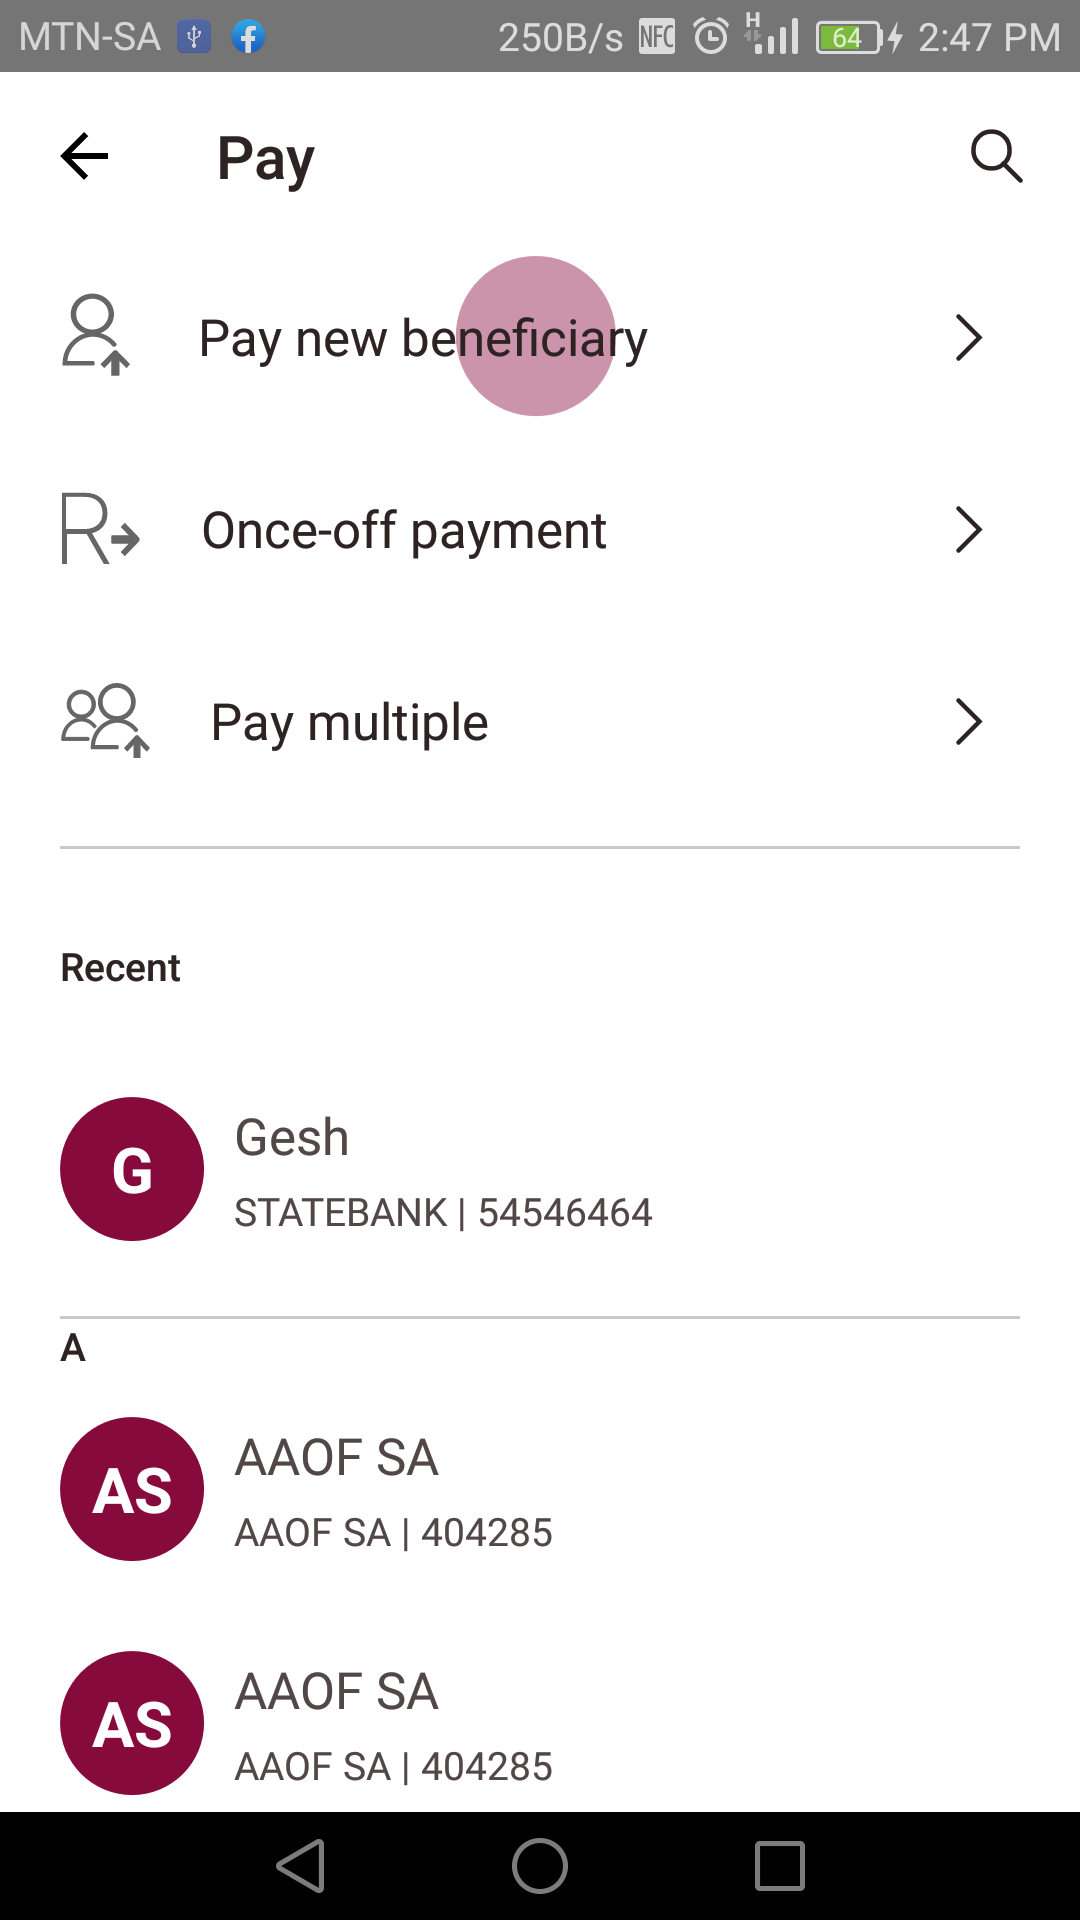 MTN-SA 250B/s NFC H 64 2:47 PM
Pay
Pay new beneficiary
R Once-off payment
Pay multiple
Recent
G Gesh
STATEBANK | 54546464
A
AS AAOF SA
AAOF SA | 404285
AS AAOF SA
AAOF SA | 404285